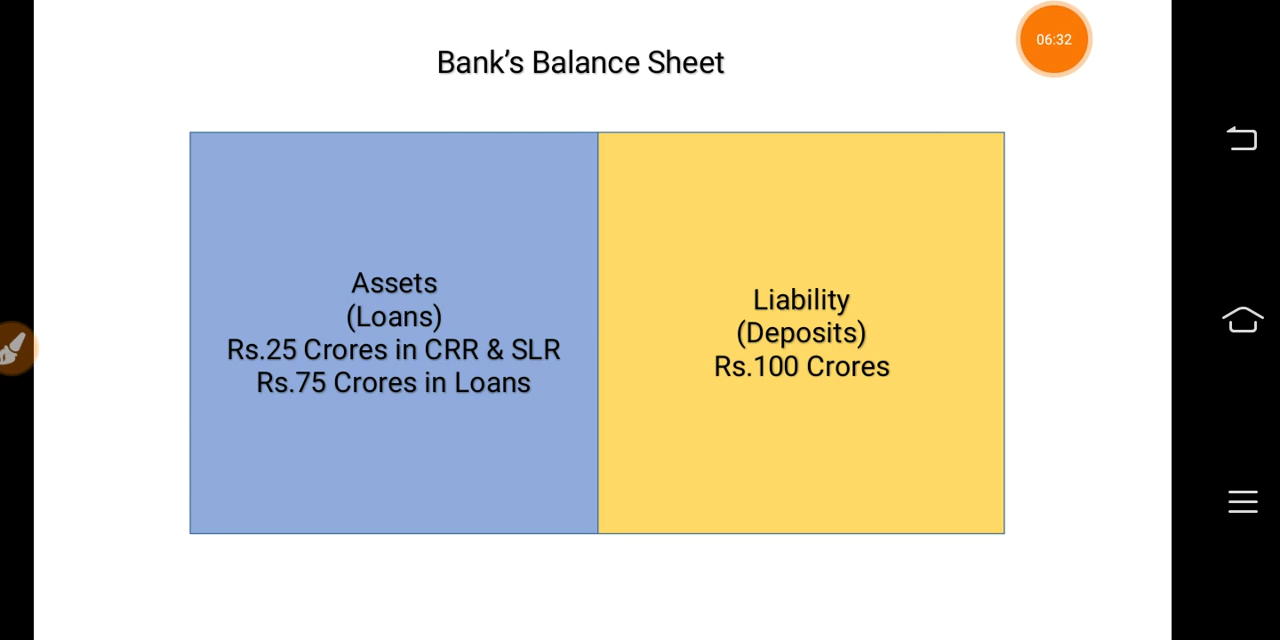 06:32
Bank’s Balance Sheet
Assets
(Loans)
Rs.25 Crores in CRR & SLR
Rs.75 Crores in Loans
Liability
(Deposits)
Rs.100 Crores